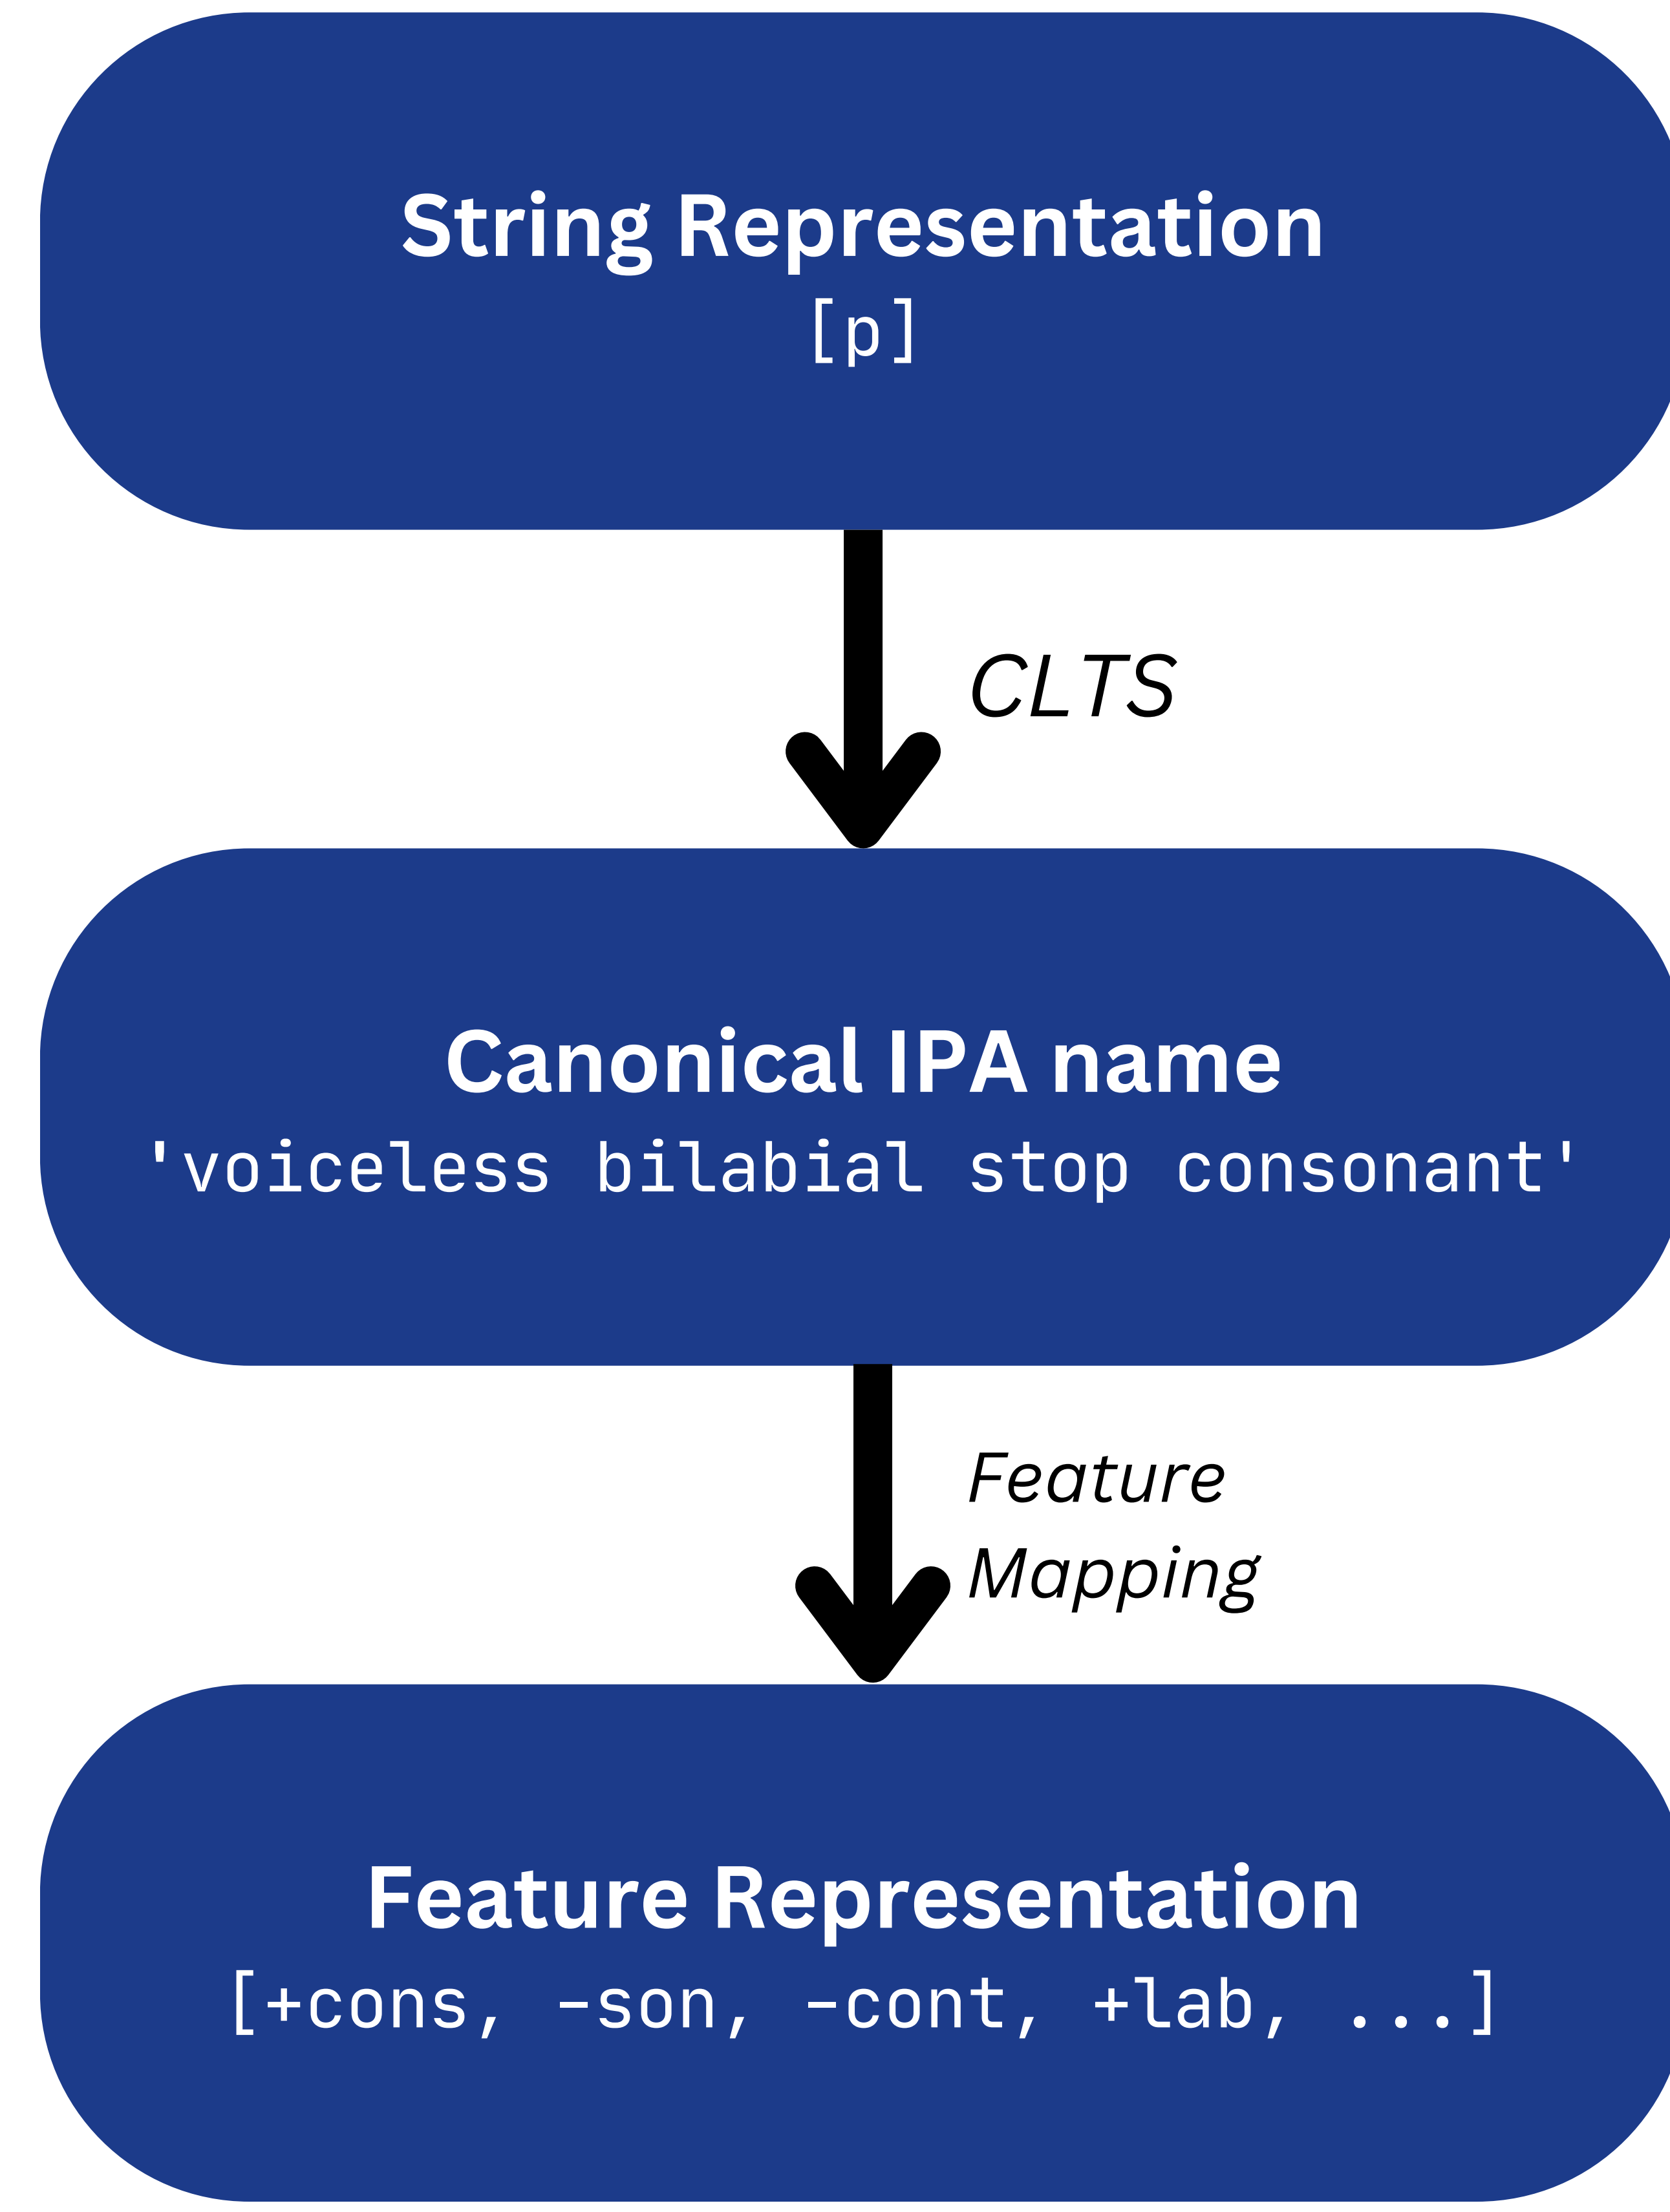 String Representation
[p]
CLTS
Canonical IPA name
'voiceless bilabial stop consonant'
Feature
Mapping
Feature Representation
[+cons, −son, −cont, +lab, ...]